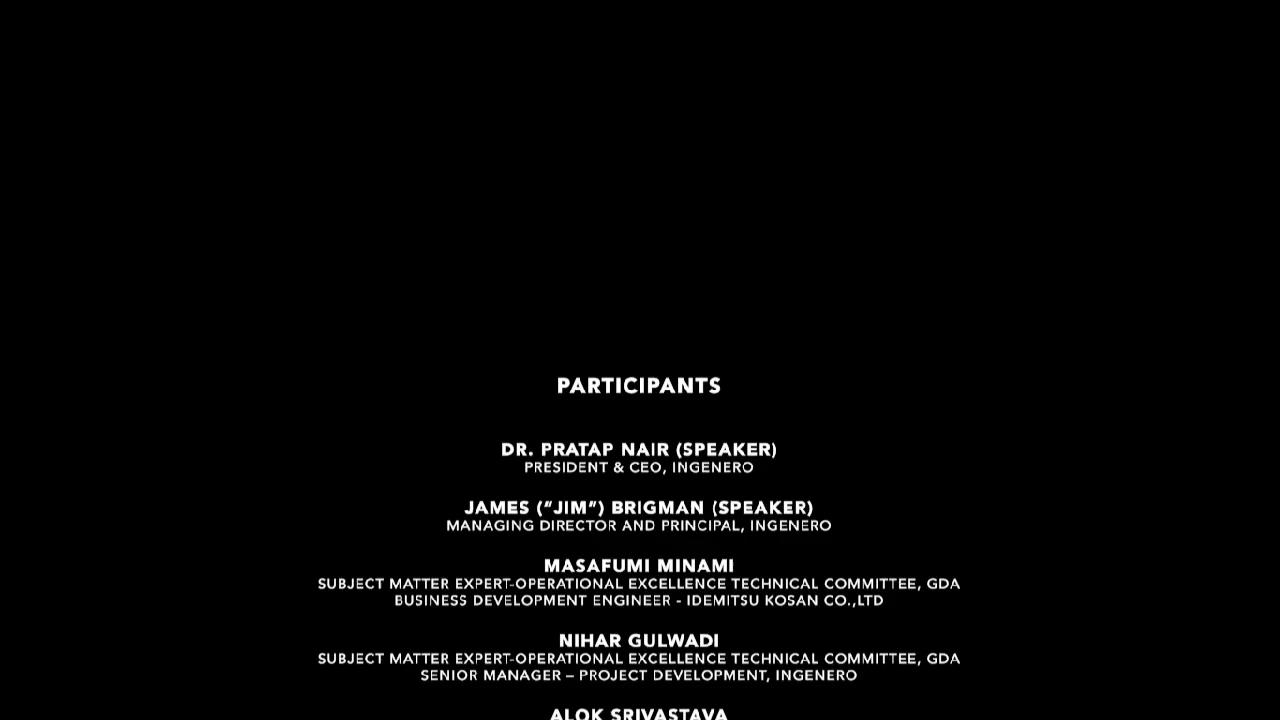 PARTICIPANTS
DR. PRATAP NAIR (SPEAKER)
PRESIDENT & CEO, INGENERO
JAMES (“JIM”) BRIGMAN (SPEAKER)
MANAGING DIRECTOR AND PRINCIPAL, INGENERO
MASAFUMI MINAMI
SUBJECT MATTER EXPERT-OPERATIONAL EXCELLENCE TECHNICAL COMMITTEE, GDA
BUSINESS DEVELOPMENT ENGINEER - IDEMITSU KOSAN CO.,LTD
NIHAR GULWADI
SUBJECT MATTER EXPERT-OPERATIONAL EXCELLENCE TECHNICAL COMMITTEE, GDA
SENIOR MANAGER – PROJECT DEVELOPMENT, INGENERO
ALOK SRIVASTAVA